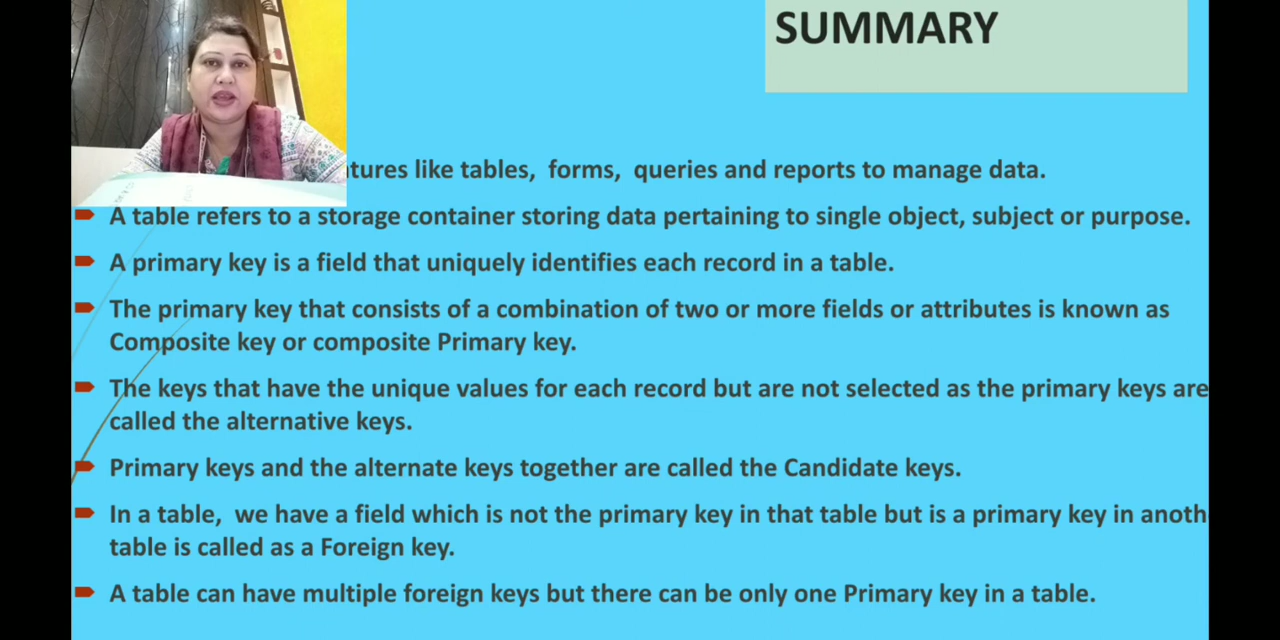 SUMMARY
tures like tables, forms, queries and reports to manage data.
A table refers to a storage container storing data pertaining to single object, subject or purpose.
A primary key is a field that uniquely identifies each record in a table.
The primary key that consists of a combination of two or more fields or attributes is known as
Composite key or composite Primary key.
The keys that have the unique values for each record but are not selected as the primary keys are
called the alternative keys.
Primary keys and the alternate keys together are called the Candidate keys.
In a table, we have a field which is not the primary key in that table but is a primary key in anoth
table is called as a Foreign key.
A table can have multiple foreign keys but there can be only one Primary key in a table.